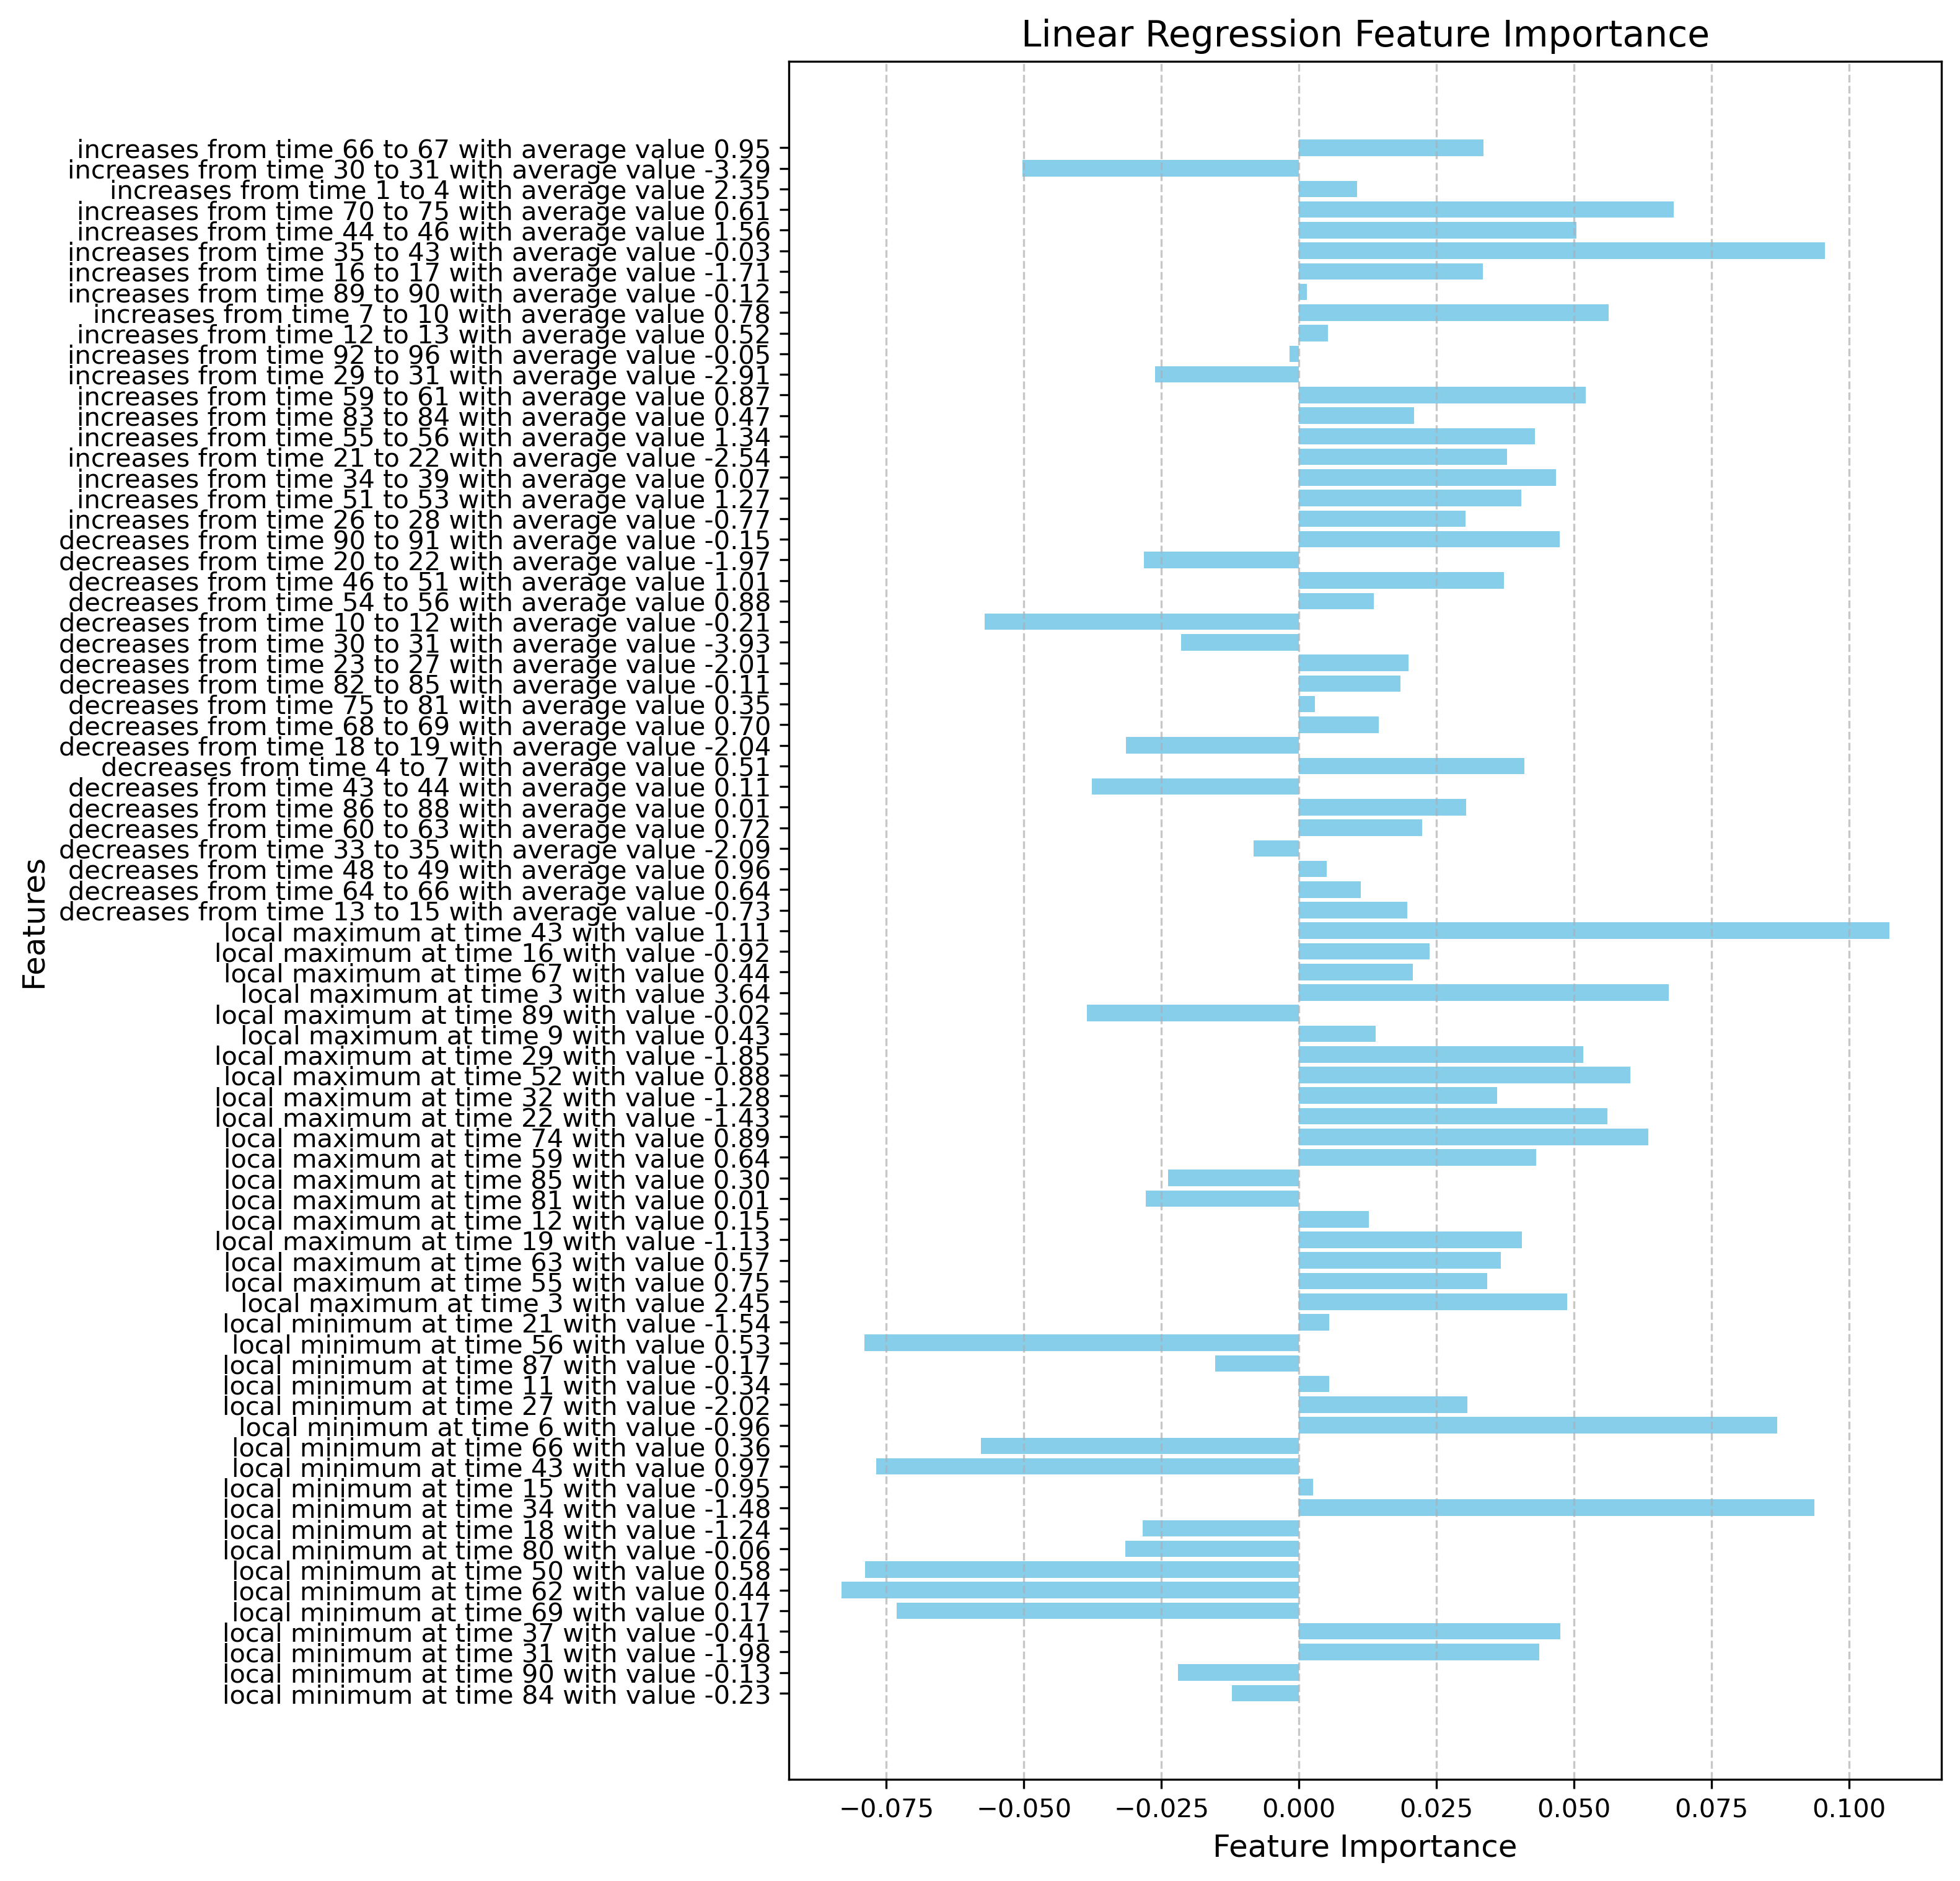 Linear Regression Feature Importance
increases from time 66 to 67 with average value 0.95
increases from time 30 to 31 with average value -3.29
increases from time 1 to 4 with average value 2.35
increases from time 70 to 75 with average value 0.61
increases from time 44 to 46 with average value 1.56
increases from time 35 to 43 with average value -0.03
increases from time 16 to 17 with average value -1.71
increases from time 89 to 90 with average value -0.12
increases from time 7 to 10 with average value 0.78
increases from time 12 to 13 with average value 0.52
increases from time 92 to 96 with average value -0.05
increases from time 29 to 31 with average value -2.91
increases from time 59 to 61 with average value 0.87
increases from time 83 to 84 with average value 0.47
increases from time 55 to 56 with average value 1.34
increases from time 21 to 22 with average value -2.54
increases from time 34 to 39 with average value 0.07
increases from time 51 to 53 with average value 1.27
increases from time 26 to 28 with average value -0.77
decreases from time 90 to 91 with average value -0.15
decreases from time 20 to 22 with average value -1.97
decreases from time 46 to 51 with average value 1.01
decreases from time 54 to 56 with average value 0.88
decreases from time 10 to 12 with average value -0.21
decreases from time 30 to 31 with average value -3.93
decreases from time 23 to 27 with average value -2.01
decreases from time 82 to 85 with average value -0.11
decreases from time 75 to 81 with average value 0.35
decreases from time 68 to 69 with average value 0.70
decreases from time 18 to 19 with average value -2.04
decreases from time 4 to 7 with average value 0.51
decreases from time 43 to 44 with average value 0.11
decreases from time 86 to 88 with average value 0.01
decreases from time 60 to 63 with average value 0.72
decreases from time 33 to 35 with average value -2.09
decreases from time 48 to 49 with average value 0.96
decreases from time 64 to 66 with average value 0.64
decreases from time 13 to 15 with average value -0.73
local maximum at time 43 with value 1.11
local maximum at time 16 with value -0.92
local maximum at time 67 with value 0.44
local maximum at time 3 with value 3.64
local maximum at time 89 with value -0.02
local maximum at time 9 with value 0.43
local maximum at time 29 with value -1.85
local maximum at time 52 with value 0.88
local maximum at time 32 with value -1.28
local maximum at time 22 with value -1.43
local maximum at time 74 with value 0.89
local maximum at time 59 with value 0.64
local maximum at time 85 with value 0.30
local maximum at time 81 with value 0.01
local maximum at time 12 with value 0.15
local maximum at time 19 with value -1.13
local maximum at time 63 with value 0.57
local maximum at time 55 with value 0.75
local maximum at time 3 with value 2.45
local minimum at time 21 with value -1.54
local minimum at time 56 with value 0.53
local minimum at time 87 with value -0.17
local minimum at time 11 with value -0.34
local minimum at time 27 with value -2.02
local minimum at time 6 with value -0.96
local minimum at time 66 with value 0.36
local minimum at time 43 with value 0.97
local minimum at time 15 with value -0.95
local minimum at time 34 with value -1.48
local minimum at time 18 with value -1.24
local minimum at time 80 with value -0.06
local minimum at time 50 with value 0.58
local minimum at time 62 with value 0.44
local minimum at time 69 with value 0.17
local minimum at time 37 with value -0.41
local minimum at time 31 with value -1.98
local minimum at time 90 with value -0.13
local minimum at time 84 with value -0.23
Features
−0.075 −0.050 −0.025 0.000 0.025 0.050 0.075 0.100
Feature Importance